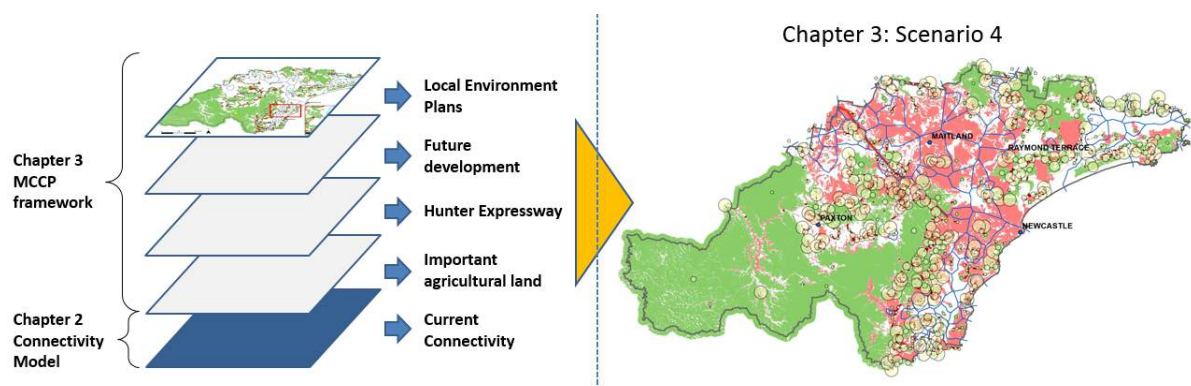 Chapter 3
MCCP
framework
Chapter 2
Connectivity
Model
Local Environment
Plans
Future
development
Hunter Expressway
Important
agricultural land
Current
Connectivity
Chapter 3: Scenario 4
MAITLAND
RAYMOND TERRACE
PAXTON
NEWCASTLE